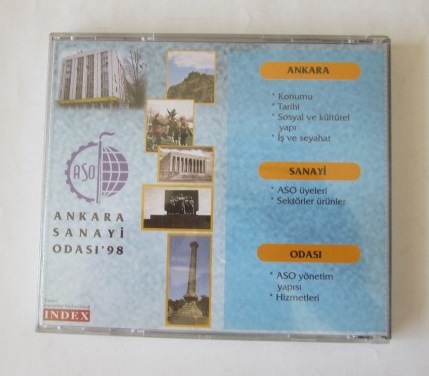 ASO
ANKARA
SANAYİ
ODASI'98
INDEX
ANKARA
* Konumu
* Tarihi
* Sosyal ve kültürel
yapı
* İş ve seyahat
SANAYİ
* ASO üyeleri
* Sektörler ürünler
ODASI
* ASO yönetim
yapısı
* Hizmetleri